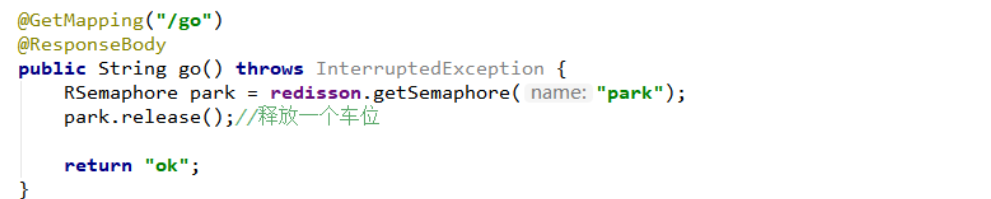 @GetMapping("/go")
@ResponseBody
public String go() throws InterruptedException {
    RSemaphore park = redisson.getSemaphore( name: "park");
    park.release();//释放一个车位

    return "ok";
}